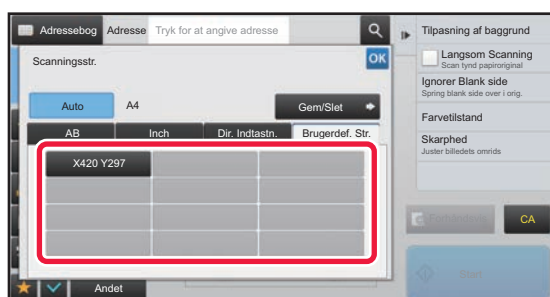 Adressebog
Adresse
Tryk for at angive adresse
Scanningsstr.
OK
Auto
A4
Gem/Slet
AB
Inch
Dir. Indtastn.
Brugerdef. Str.
X420 Y297
Andet
Tilpasning af baggrund
Langsom Scanning
Scan tynd papiroriginal
Ignorer Blank side
Spring blank side over i orig.
Farvetilstand
Skarphed
Juster billedets omrids
CA
Start